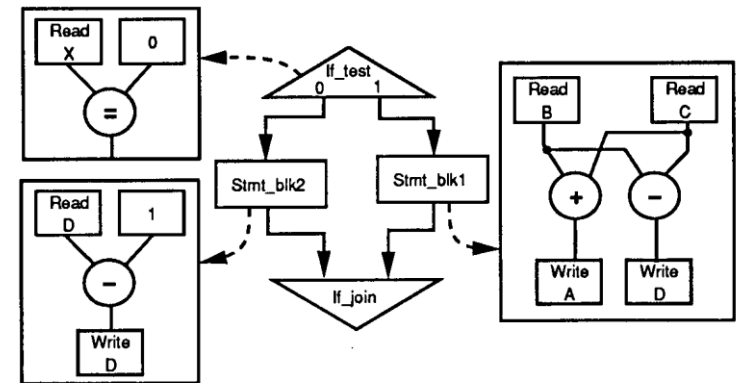 Read
X
0
=
If_test
0 1
Read
B
Read
C
Stmt_blk2
Stmt_blk1
+
−
Read
D
1
−
Write
D
If_join
Write
A
Write
D